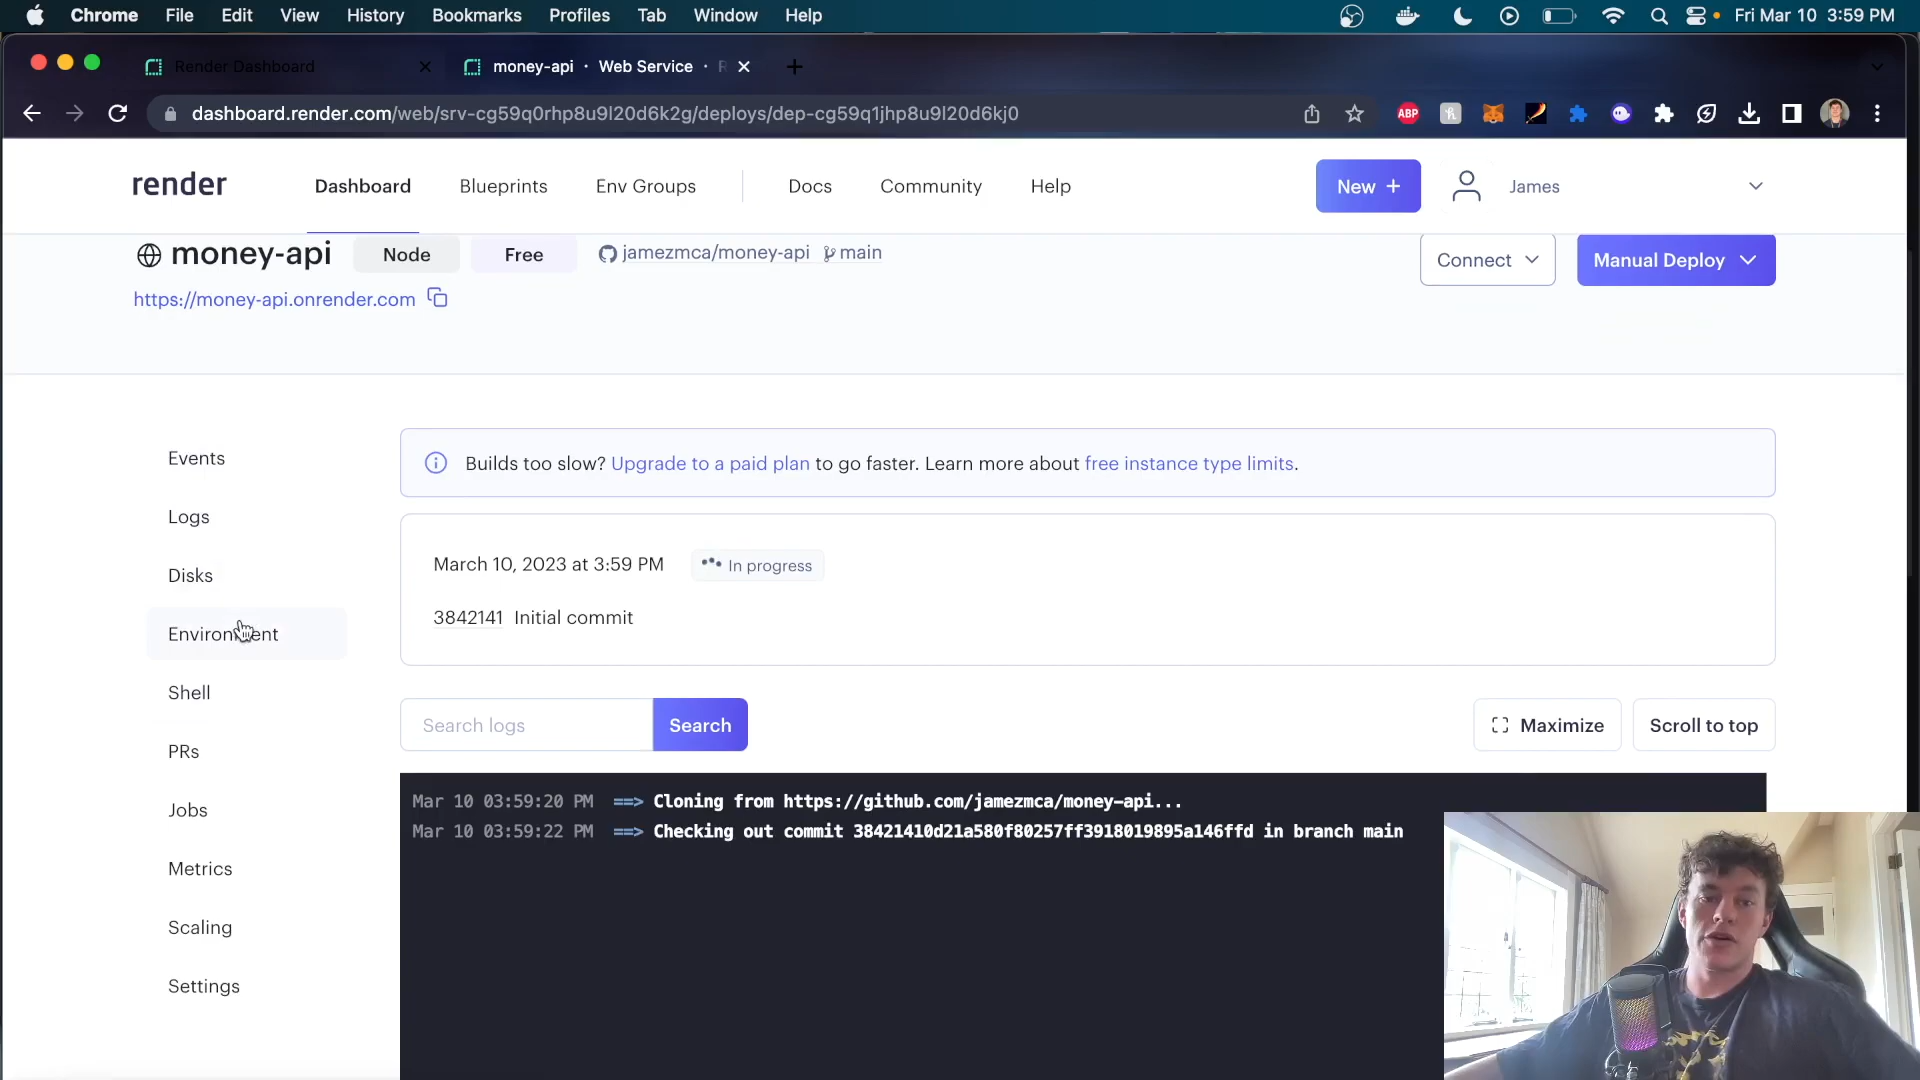 Chrome File Edit View History Bookmarks Profiles Tab Window Help Fri Mar 10 3:59 PM
Render Dashboard money-api · Web Service · R
dashboard.render.com/web/srv-cg59q0rhp8u9l20d6k2g/deploys/dep-cg59q1jhp8u9l20d6kj0 ABP
render Dashboard Blueprints Env Groups Docs Community Help New + James
money-api Node Free jamezmca/money-api main Connect Manual Deploy
https://money-api.onrender.com
Events
Logs
Disks
Environment
Shell
PRs
Jobs
Metrics
Scaling
Settings
Builds too slow? Upgrade to a paid plan to go faster. Learn more about free instance type limits.
March 10, 2023 at 3:59 PM In progress
3842141 Initial commit
Search logs Search Maximize Scroll to top
Mar 10 03:59:20 PM ==> Cloning from https://github.com/jamezmca/money-api...
Mar 10 03:59:22 PM ==> Checking out commit 38421410d21a580f80257ff3918019895a146ffd in branch main